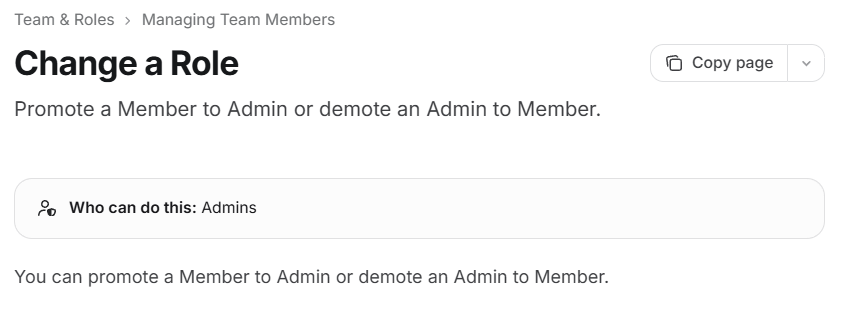 Team & Roles > Managing Team Members
Change a Role
Copy page
Promote a Member to Admin or demote an Admin to Member.
Who can do this: Admins
You can promote a Member to Admin or demote an Admin to Member.